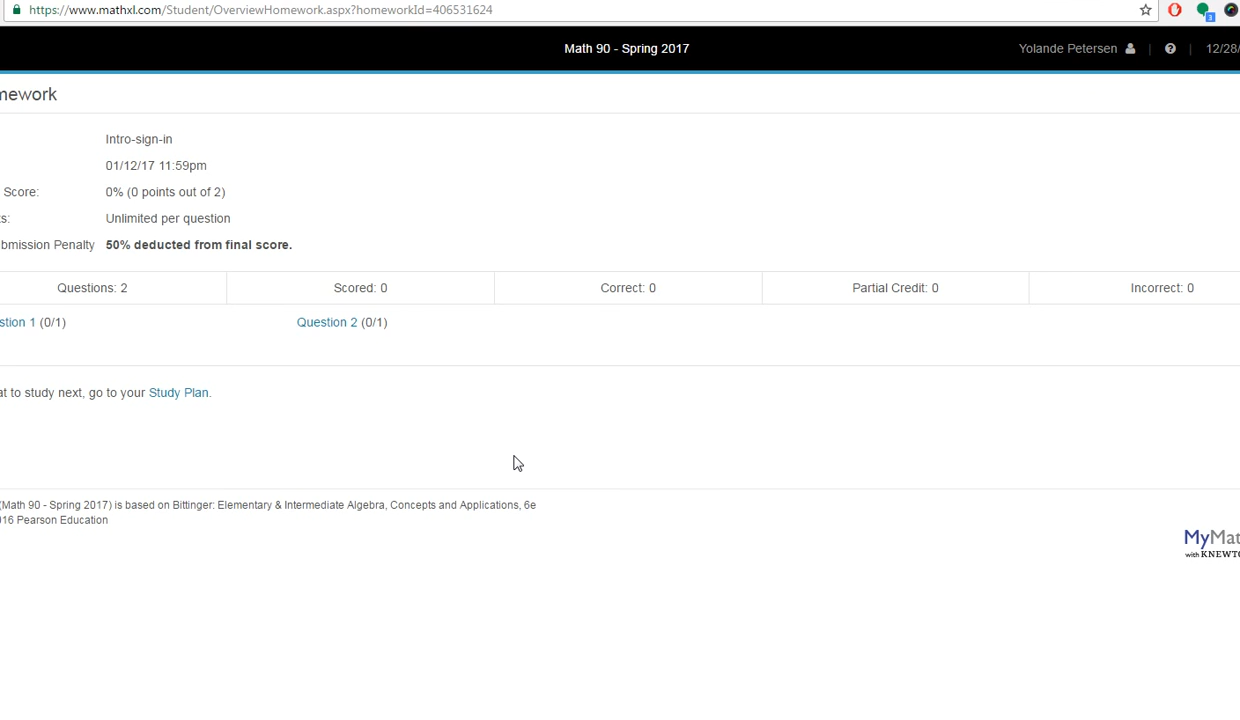 https://www.mathxl.com/Student/OverviewHomework.aspx?homeworkId=406531624
3
Math 90 - Spring 2017
Yolande Petersen
?
12/28/
mework
Intro-sign-in
01/12/17 11:59pm
Score: 0% (0 points out of 2)
ts: Unlimited per question
bmission Penalty 50% deducted from final score.
Questions: 2 Scored: 0 Correct: 0 Partial Credit: 0 Incorrect: 0
stion 1 (0/1) Question 2 (0/1)
at to study next, go to your Study Plan.
(Math 90 - Spring 2017) is based on Bittinger: Elementary & Intermediate Algebra, Concepts and Applications, 6e
016 Pearson Education
MyMat
with KNEWTO